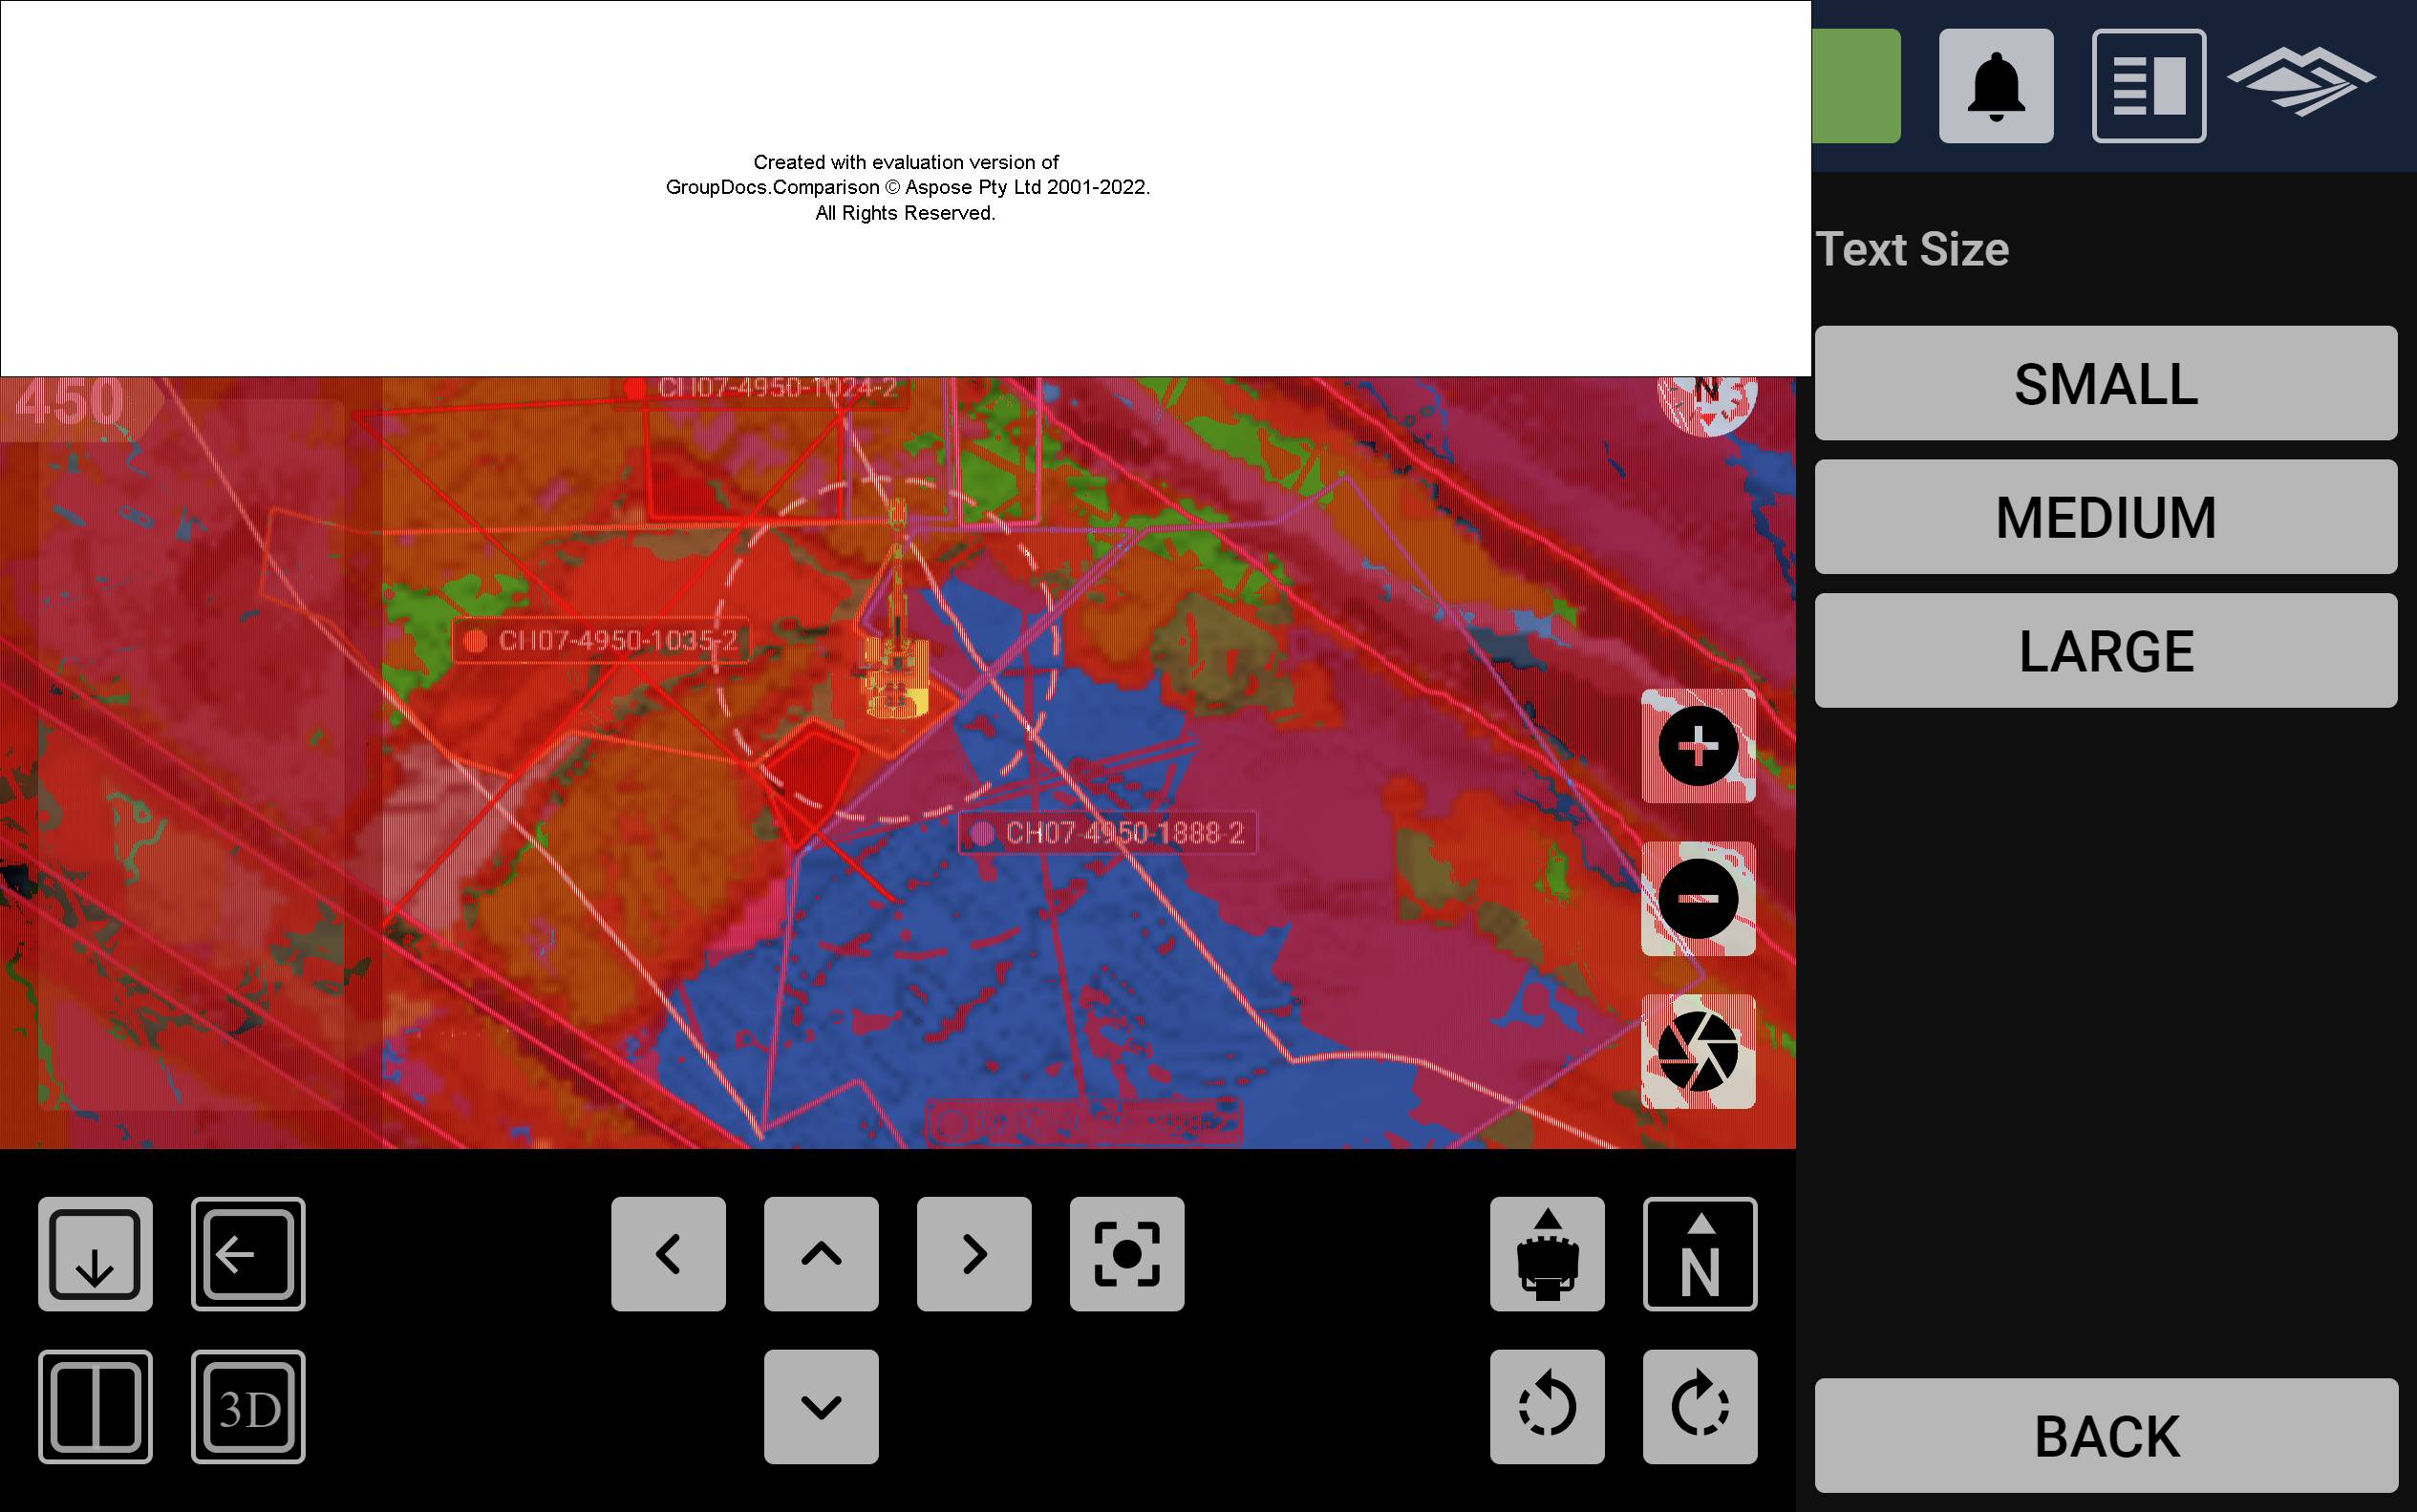 Created with evaluation version of
GroupDocs.Comparison © Aspose Pty Ltd 2001-2022.
All Rights Reserved.
Text Size
450
CH07-4950-1024-2
N
SMALL
MEDIUM
LARGE
CH07-4950-1035-2
CH07-4950-1888-2
N
3D
BACK